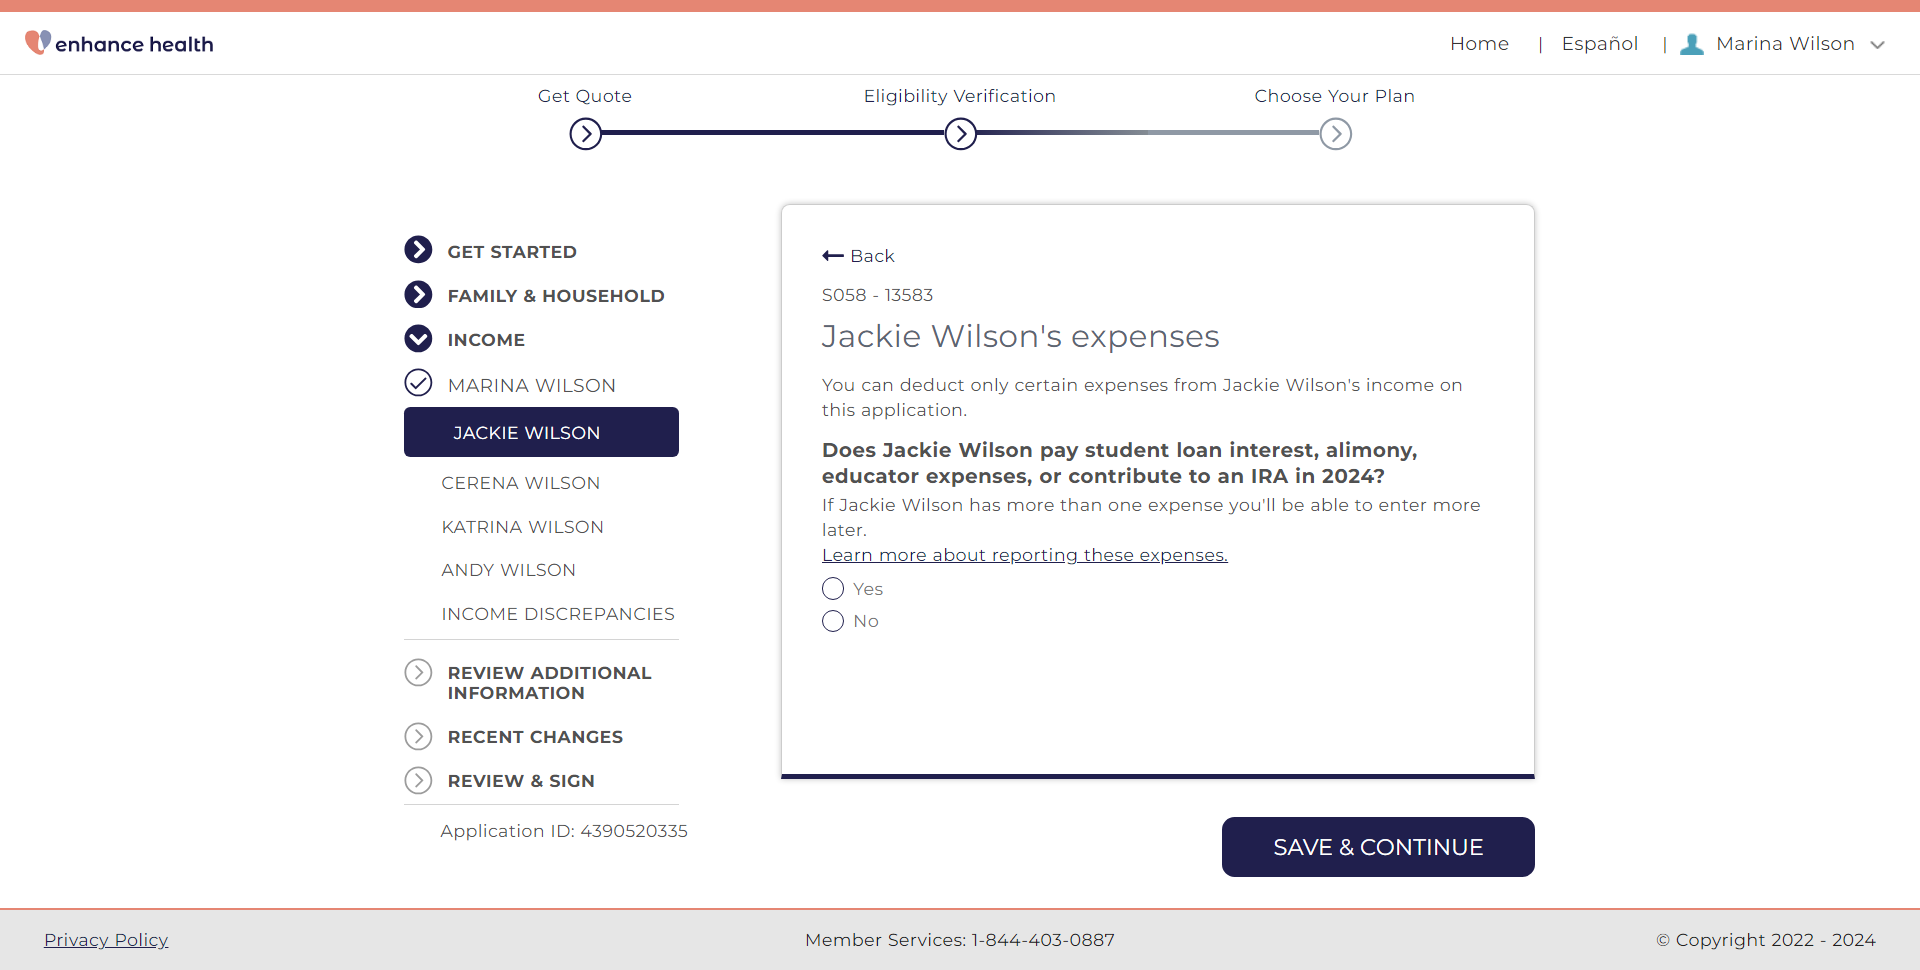 enhance health
Home | Español | Marina Wilson
Get Quote
Eligibility Verification
Choose Your Plan
GET STARTED
FAMILY & HOUSEHOLD
INCOME
MARINA WILSON
JACKIE WILSON
CERENA WILSON
KATRINA WILSON
ANDY WILSON
INCOME DISCREPANCIES
REVIEW ADDITIONAL
INFORMATION
RECENT CHANGES
REVIEW & SIGN
Application ID: 4390520335
Back
S058 - 13583
Jackie Wilson's expenses
You can deduct only certain expenses from Jackie Wilson's income on
this application.
Does Jackie Wilson pay student loan interest, alimony,
educator expenses, or contribute to an IRA in 2024?
If Jackie Wilson has more than one expense you'll be able to enter more
later.
Learn more about reporting these expenses.
Yes
No
SAVE & CONTINUE
Privacy Policy
Member Services: 1-844-403-0887
© Copyright 2022 - 2024